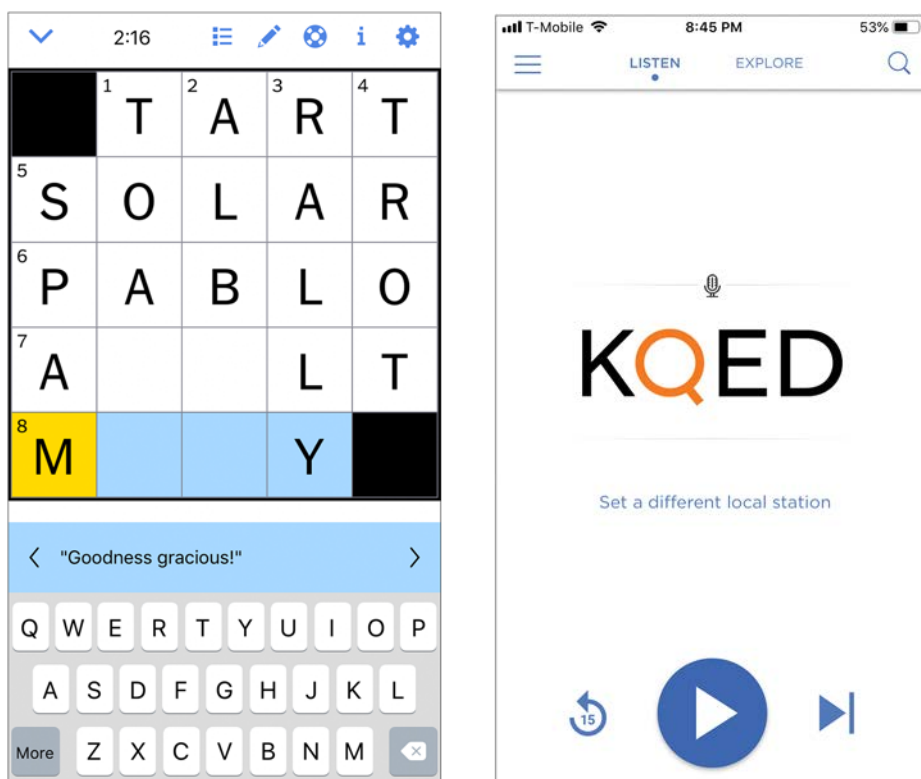 2:16
1 T 2 A 3 R 4 T
5 S O L A R
6 P A B L O
7 A L T
8 M Y
"Goodness gracious!"
Q W E R T Y U I O P
A S D F G H J K L
More Z X C V B N M
T-Mobile 8:45 PM 53%
LISTEN EXPLORE
KQED
Set a different local station
15